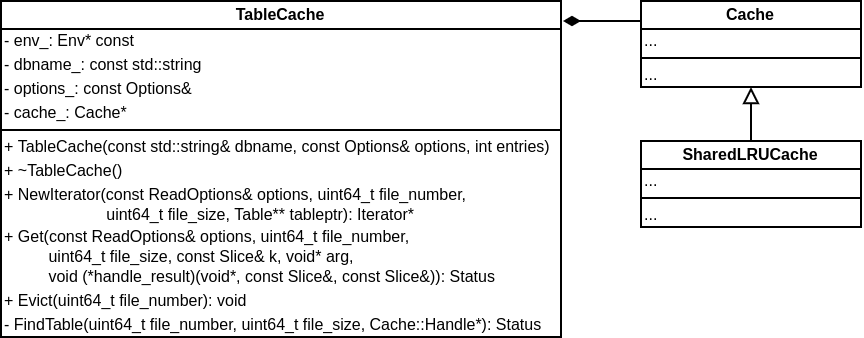 TableCache
- env_: Env* const
- dbname_: const std::string
- options_: const Options&
- cache_: Cache*
+ TableCache(const std::string& dbname, const Options& options, int entries)
+ ~TableCache()
+ NewIterator(const ReadOptions& options, uint64_t file_number,
uint64_t file_size, Table** tableptr): Iterator*
+ Get(const ReadOptions& options, uint64_t file_number,
uint64_t file_size, const Slice& k, void* arg,
void (*handle_result)(void*, const Slice&, const Slice&)): Status
+ Evict(uint64_t file_number): void
- FindTable(uint64_t file_number, uint64_t file_size, Cache::Handle*): Status
Cache
...
...
SharedLRUCache
...
...